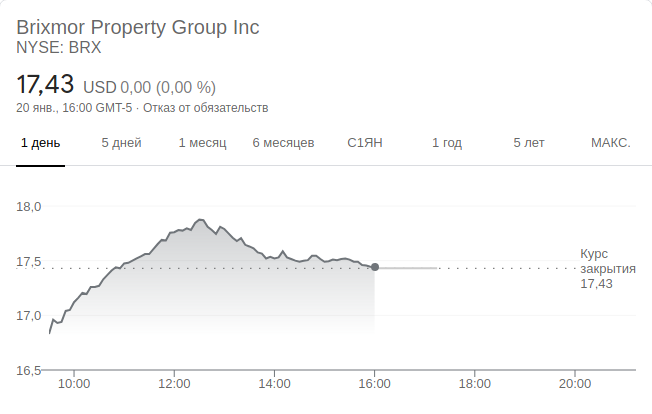 Brixmor Property Group Inc
NYSE: BRX
17,43 USD 0,00 (0,00 %)
20 янв., 16:00 GMT-5 · Отказ от обязательств
1 день 5 дней 1 месяц 6 месяцев С1ЯН 1 год 5 лет МАКС.
18,0
17,5
Курс
закрытия
17,43
17,0
16,5
10:00 12:00 14:00 16:00 18:00 20:00